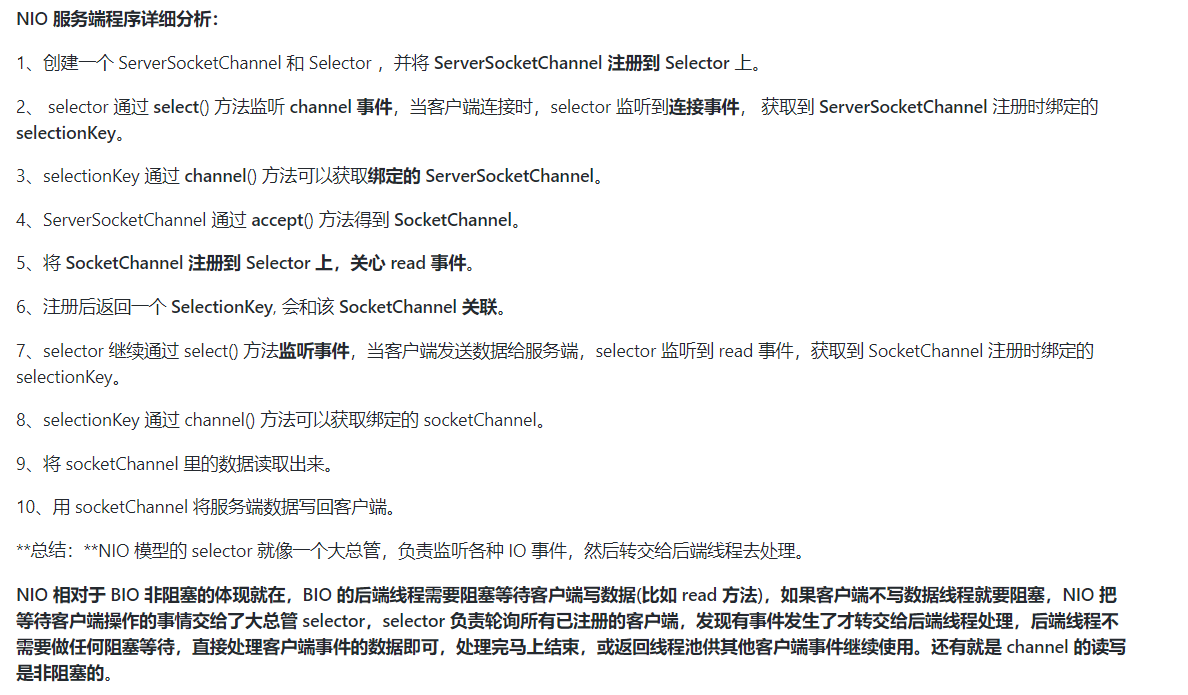 NIO 服务端程序详细分析：
1、创建一个 ServerSocketChannel 和 Selector ，并将 ServerSocketChannel 注册到 Selector 上。
2、 selector 通过 select() 方法监听 channel 事件，当客户端连接时，selector 监听到连接事件， 获取到 ServerSocketChannel 注册时绑定的
selectionKey。
3、selectionKey 通过 channel() 方法可以获取绑定的 ServerSocketChannel。
4、ServerSocketChannel 通过 accept() 方法得到 SocketChannel。
5、将 SocketChannel 注册到 Selector 上，关心 read 事件。
6、注册后返回一个 SelectionKey, 会和该 SocketChannel 关联。
7、selector 继续通过 select() 方法监听事件，当客户端发送数据给服务端，selector 监听到 read 事件，获取到 SocketChannel 注册时绑定的
selectionKey。
8、selectionKey 通过 channel() 方法可以获取绑定的 socketChannel。
9、将 socketChannel 里的数据读取出来。
10、用 socketChannel 将服务端数据写回客户端。
**总结：**NIO 模型的 selector 就像一个大总管，负责监听各种 IO 事件，然后转交给后端线程去处理。
NIO 相对于 BIO 非阻塞的体现就在，BIO 的后端线程需要阻塞等待客户端写数据(比如 read 方法)，如果客户端不写数据线程就要阻塞，NIO 把
等待客户端操作的事情交给了大总管 selector，selector 负责轮询所有已注册的客户端，发现有事件发生了才转交给后端线程处理，后端线程不
需要做任何阻塞等待，直接处理客户端事件的数据即可，处理完马上结束，或返回线程池供其他客户端事件继续使用。还有就是 channel 的读写
是非阻塞的。